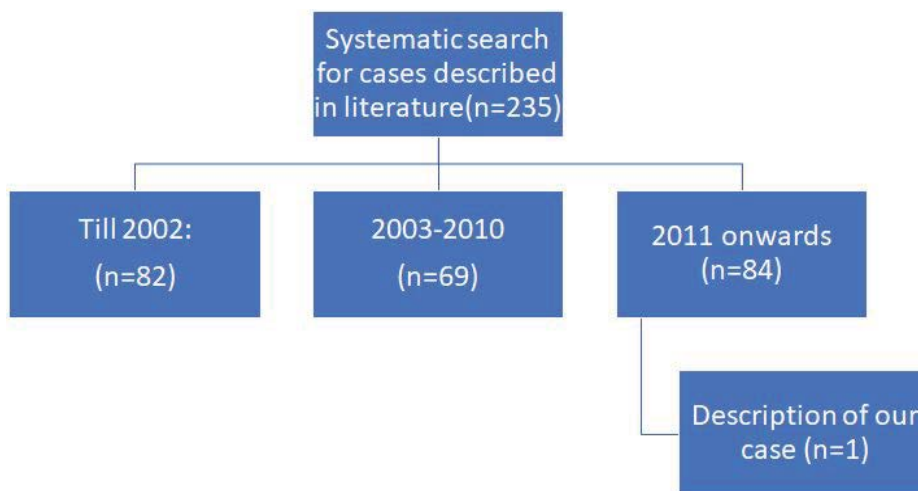 Systematic search
for cases described
in literature(n=235)
Till 2002:
(n=82)
2003-2010
(n=69)
2011 onwards
(n=84)
Description of our
case (n=1)